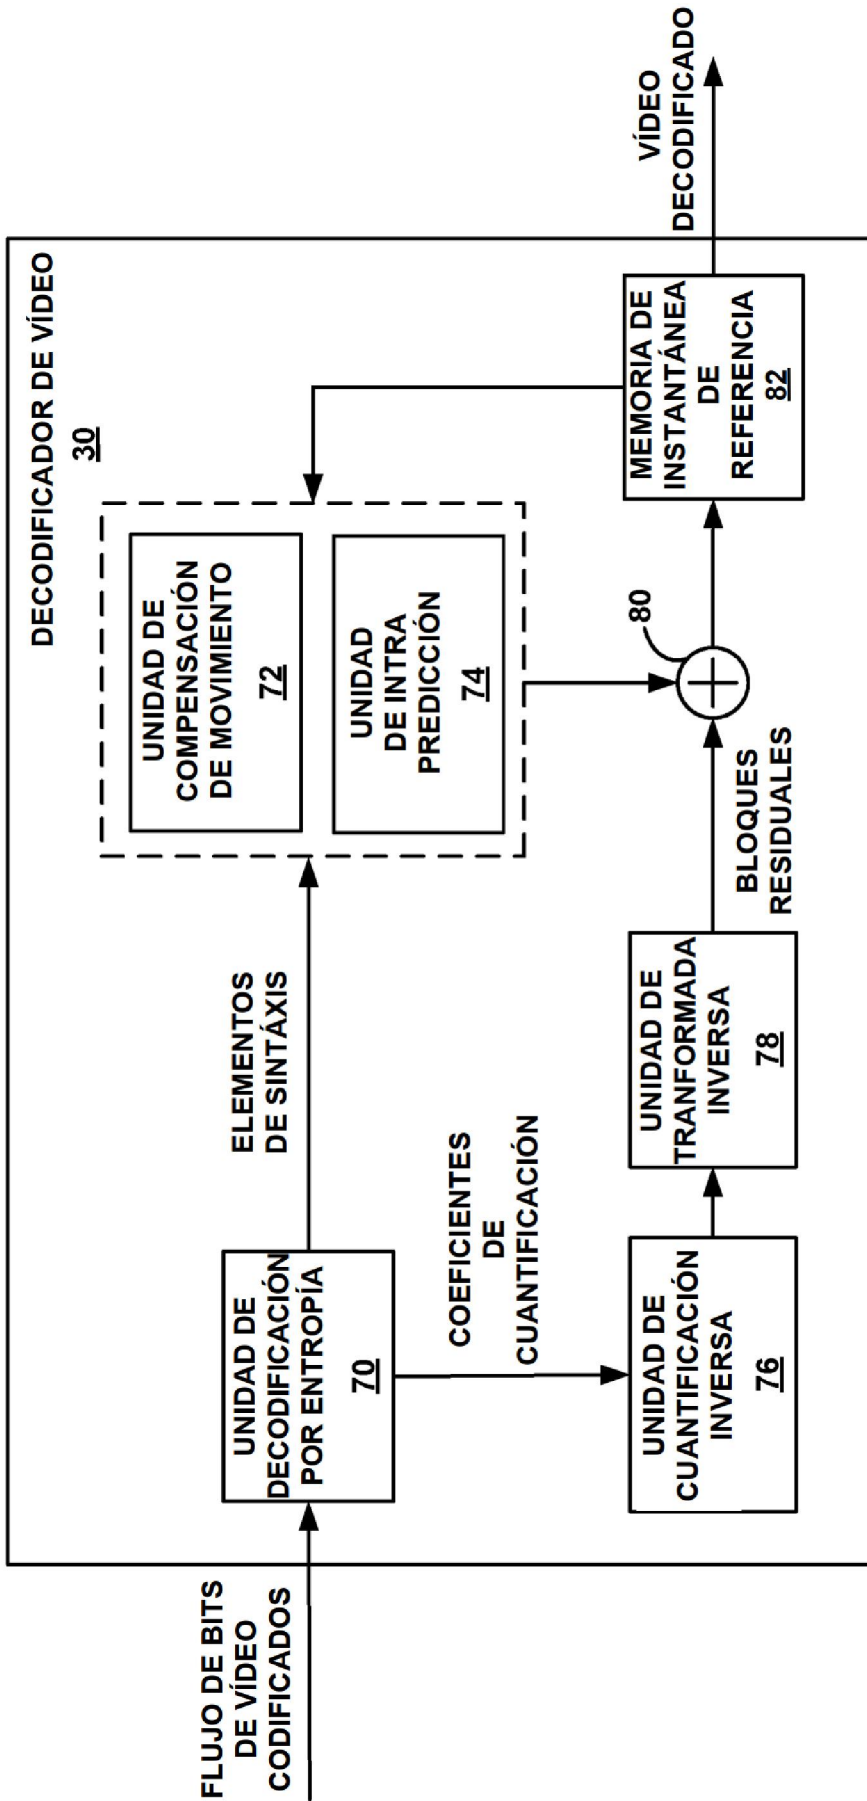 DECODIFICADOR DE VÍDEO
30
FLUJO DE BITS
DE VÍDEO
CODIFICADOS
UNIDAD DE
DECODIFICACIÓN
POR ENTROPÍA
70
ELEMENTOS
DE SINTÁXIS
UNIDAD DE
COMPENSACIÓN
DE MOVIMIENTO
72
UNIDAD
DE INTRA
PREDICCIÓN
74
COEFICIENTES
DE
CUANTIFICACIÓN
UNIDAD DE
CUANTIFICACIÓN
INVERSA
76
UNIDAD DE
TRANFORMADA
INVERSA
78
BLOQUES
RESIDUALES
80
MEMORIA DE
INSTANTÁNEA
DE
REFERENCIA
82
VÍDEO
DECODIFICADO